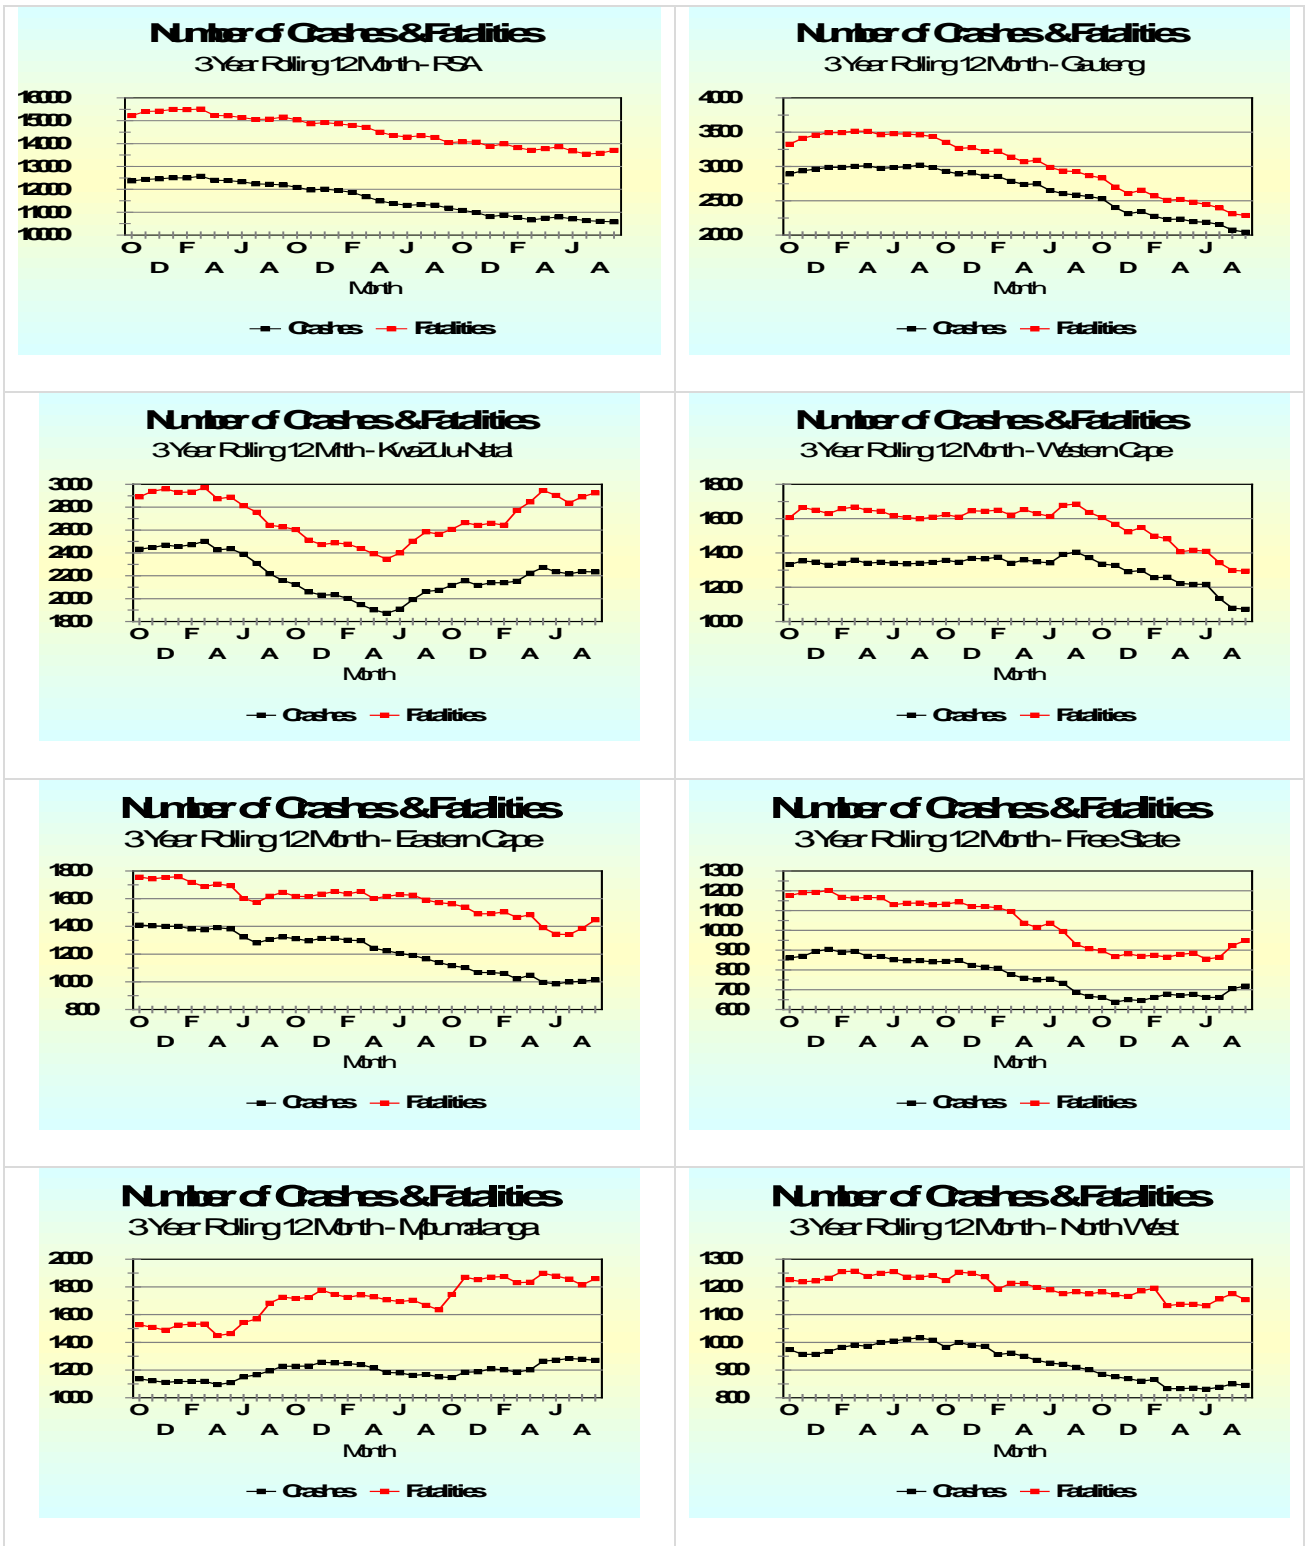 Number of Crashes & Fatalities
3 Year Rolling 12 Month - RSA
16000
15000
14000
13000
12000
11000
10000
O F A J A O D F A J A O D F A J A
D A A D A A D A A
Month
Crashes Fatalities
Number of Crashes & Fatalities
3 Year Rolling 12 Month - Gauteng
4000
3500
3000
2500
2000
O F J O F J O F J
D A A D A A D A A
Month
Crashes Fatalities
Number of Crashes & Fatalities
3 Year Rolling 12 Mnth - KwaZulu-Natal
3000
2800
2600
2400
2200
2000
1800
O F J O F J O F J
D A A D A A D A A
Month
Crashes Fatalities
Number of Crashes & Fatalities
3 Year Rolling 12 Month - Western Cape
1800
1600
1400
1200
1000
O F J O F J O F J
D A A D A A D A A
Month
Crashes Fatalities
Number of Crashes & Fatalities
3 Year Rolling 12 Month - Eastern Cape
1800
1600
1400
1200
1000
800
O F J O F J O F J
D A A D A A D A A
Month
Crashes Fatalities
Number of Crashes & Fatalities
3 Year Rolling 12 Month - Free State
1300
1200
1100
1000
900
800
700
600
O F J O F J O F J
D A A D A A D A A
Month
Crashes Fatalities
Number of Crashes & Fatalities
3 Year Rolling 12 Month - Mpumalanga
2000
1800
1600
1400
1200
1000
O F J O F J O F J
D A A D A A D A A
Month
Crashes Fatalities
Number of Crashes & Fatalities
3 Year Rolling 12 Month - North West
1300
1200
1100
1000
900
800
O F J O F J O F J
D A A D A A D A A
Month
Crashes Fatalities